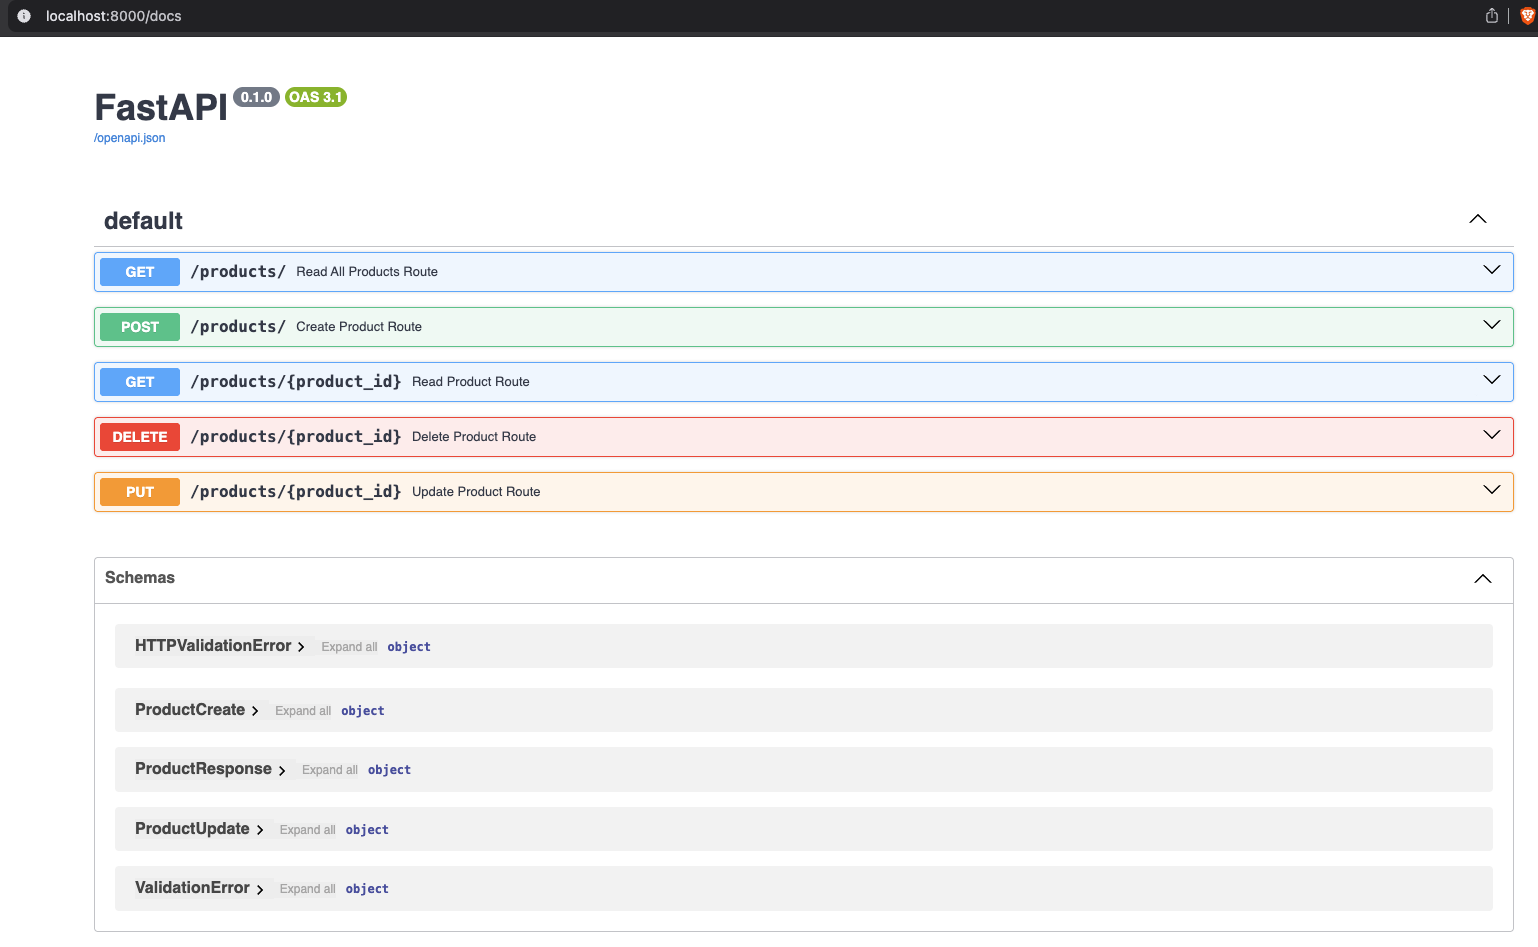 localhost:8000/docs
FastAPI 0.1.0 OAS 3.1
/openapi.json
default
GET /products/ Read All Products Route
POST /products/ Create Product Route
GET /products/{product_id} Read Product Route
DELETE /products/{product_id} Delete Product Route
PUT /products/{product_id} Update Product Route
Schemas
HTTPValidationError Expand all object
ProductCreate Expand all object
ProductResponse Expand all object
ProductUpdate Expand all object
ValidationError Expand all object